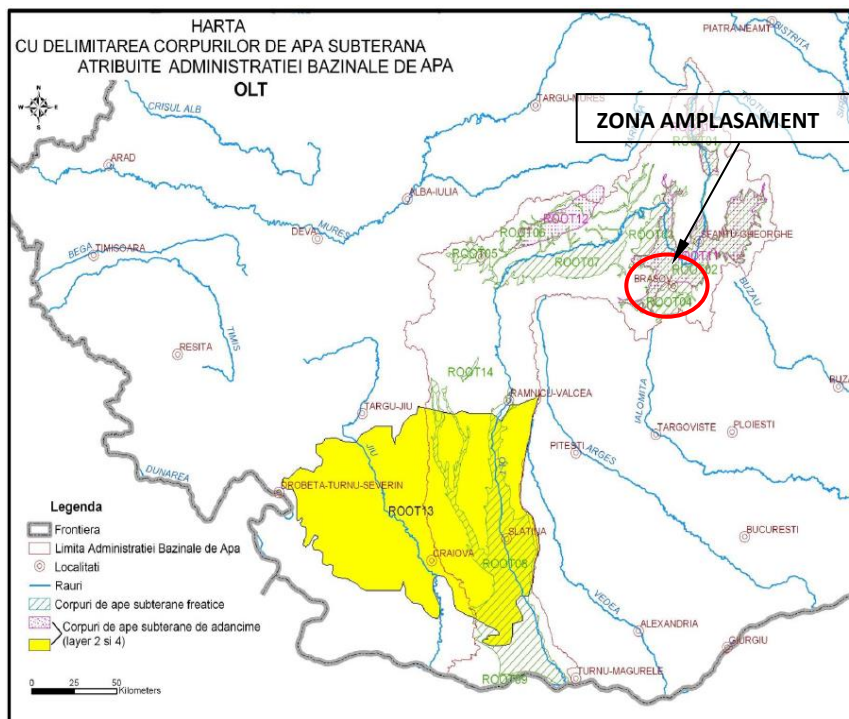 HARTA
CU DELIMITAREA CORPURILOR DE APA SUBTERANA
ATRIBUITE ADMINISTRATIEI BAZINALE DE APA
OLT
PIATRA-NEAMT
BISTRITA
CRISUL ALB
TARGU-MURES
TROTUS
ZONA AMPLASAMENT
ARAD
ALBA-IULIA
ROOT12
ROOT06
SFANTU-GHEORGHE
DEVA
MURES
BEGA
TIMISOARA
ROOT05
ROOT07
ROOT02
BRASOV
ROOT04
BUZAU
TIMIS
RESITA
ROOT14
RAMNICU-VALCEA
IALOMITA
TARGU-JIU
TARGOVISTE
PLOIESTI
JIU
PITESTI
ARGES
DUNAREA
DROBETA-TURNU-SEVERIN
ROOT13
SLATINA
BUCURESTI
CRAIOVA
ROOT08
VEDEA
ALEXANDRIA
GIURGIU
ROOT09
TURNU-MAGURELE
Legenda
Frontiera
Limita Administratiei Bazinale de Apa
Localitati
Rauri
Corpuri de ape subterane freatice
Corpuri de ape subterane de adancime
(layer 2 si 4)
0 25 50
Kilometers